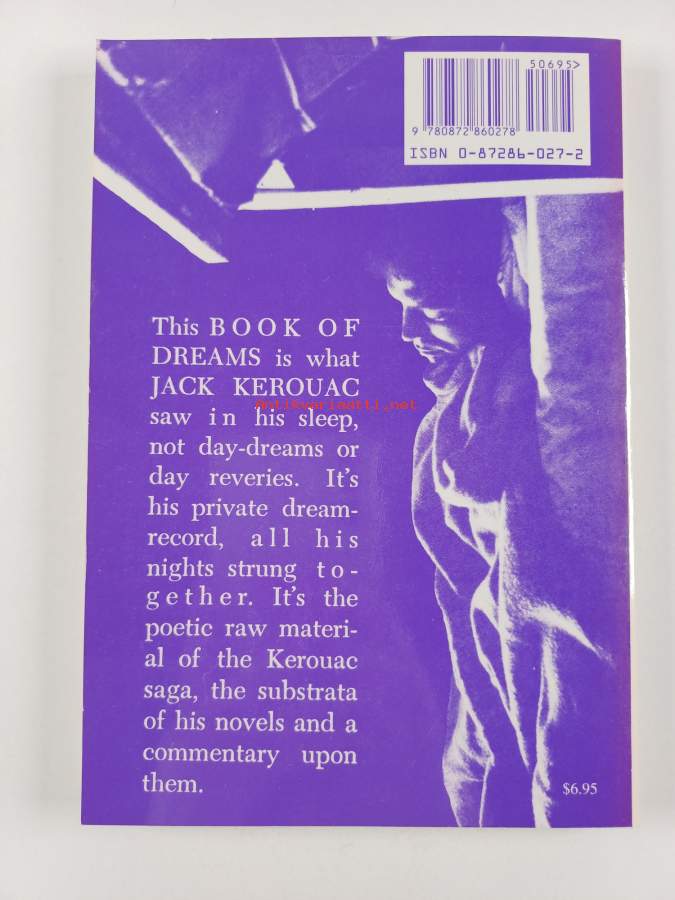 50695>
9 780872 860278
ISBN 0-87286-027-2
This BOOK OF
DREAMS is what
JACK KEROUAC
Antikvariaatti.net
saw in his sleep,
not day-dreams or
day reveries. It's
his private dream-
record, all his
nights strung to-
gether. It's the
poetic raw materi-
al of the Kerouac
saga, the substrata
of his novels and a
commentary upon
them.
$6.95